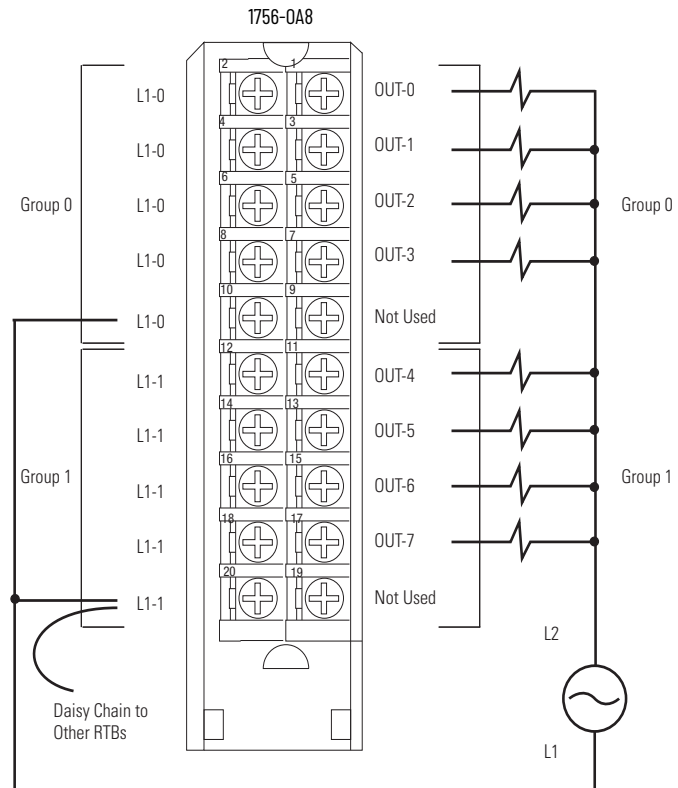 1756-OA8
2 1
L1-0 OUT-0
4 3
L1-0 OUT-1
6 5
Group 0 L1-0 OUT-2 Group 0
8 7
L1-0 OUT-3
10 9
L1-0 Not Used
12 11
L1-1 OUT-4
14 13
L1-1 OUT-5
16 15
Group 1 L1-1 OUT-6 Group 1
18 17
L1-1 OUT-7
20 19
L1-1 Not Used
L2
Daisy Chain to
Other RTBs
L1